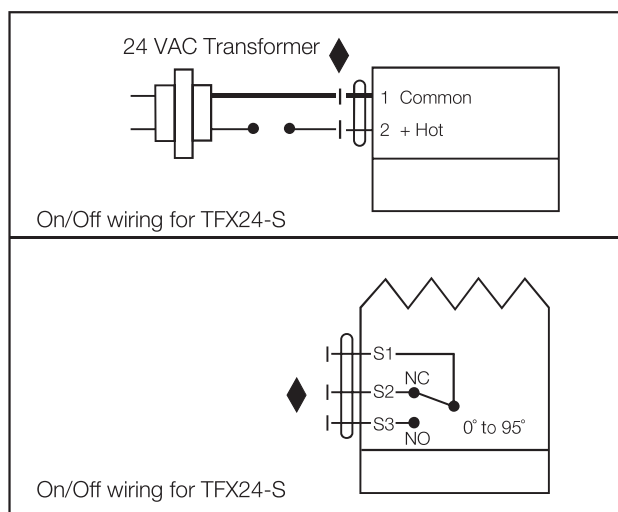 24 VAC Transformer
1 Common
2 + Hot
On/Off wiring for TFX24-S
S1
NC
S2
S3
0° to 95°
NO
On/Off wiring for TFX24-S